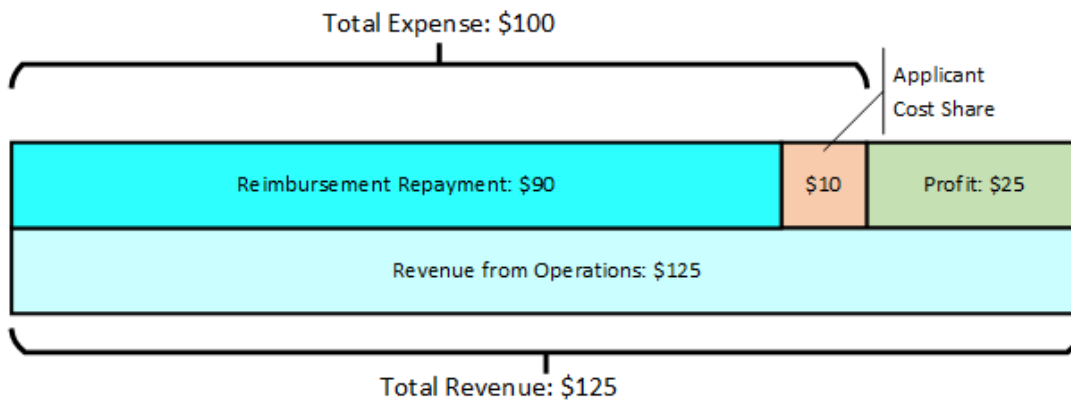 Total Expense: $100
Applicant
Cost Share
Reimbursement Repayment: $90
$10
Profit: $25
Revenue from Operations: $125
Total Revenue: $125